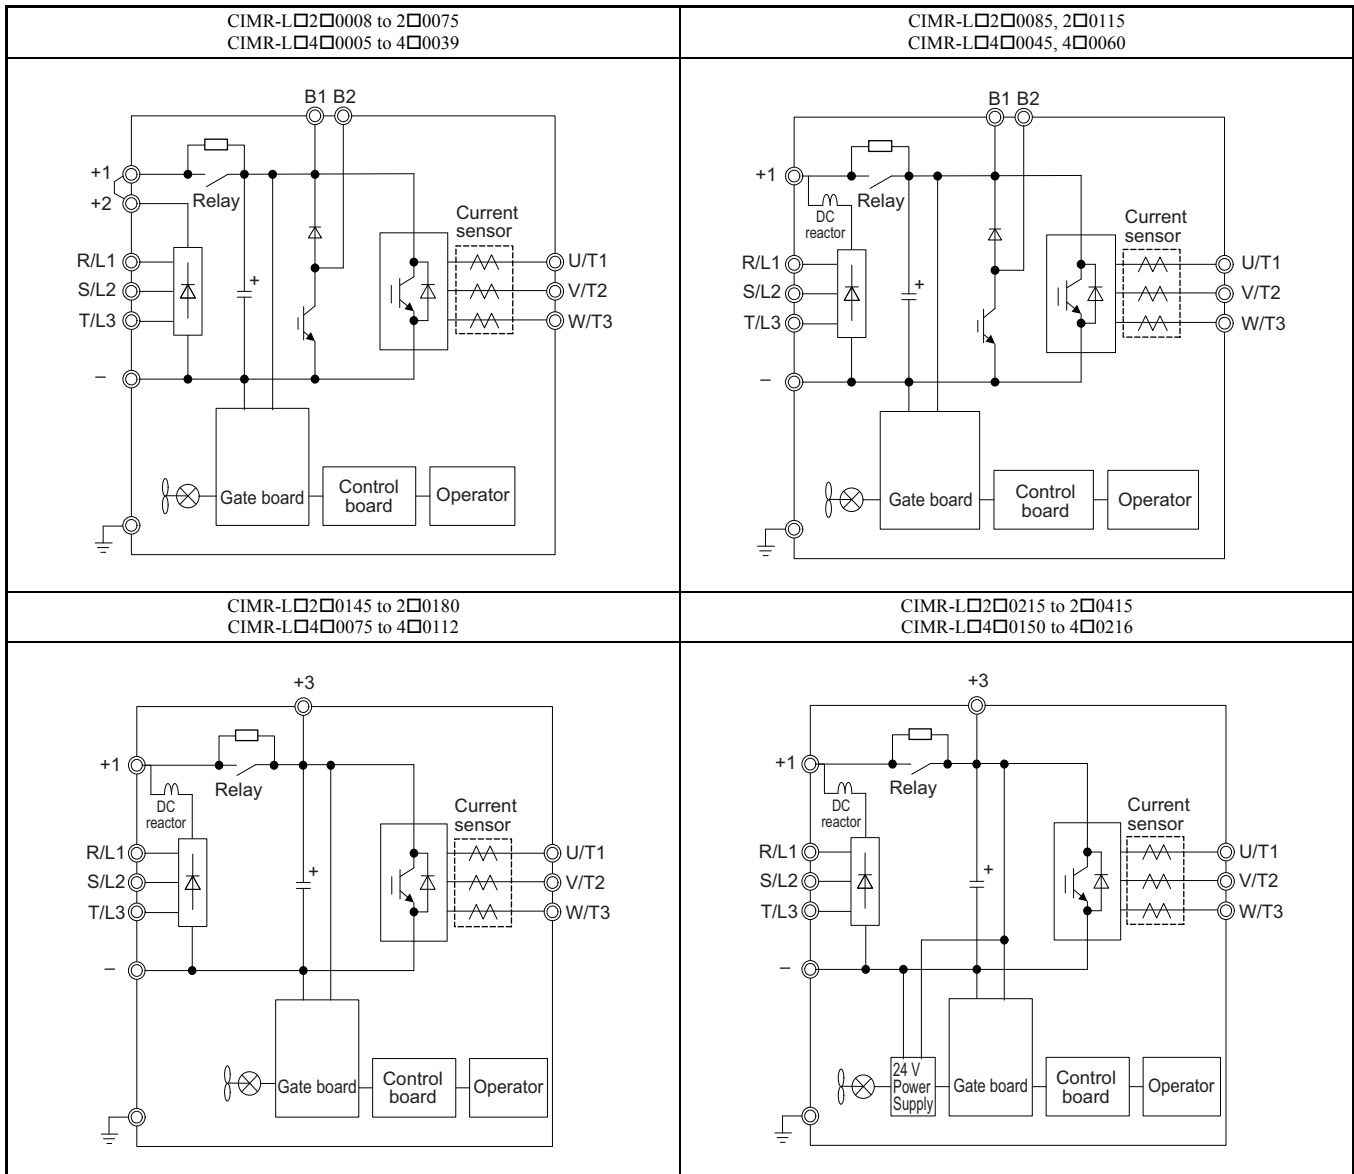 CIMR-L□2□0008 to 2□0075
CIMR-L□4□0005 to 4□0039
B1 B2
+1
+2
Relay
Current
sensor
R/L1
S/L2
T/L3
+
U/T1
V/T2
W/T3
–
Gate board
Control
board
Operator
CIMR-L□2□0085, 2□0115
CIMR-L□4□0045, 4□0060
B1 B2
+1
Relay
DC
reactor
Current
sensor
R/L1
S/L2
T/L3
+
U/T1
V/T2
W/T3
–
Gate board
Control
board
Operator
CIMR-L□2□0145 to 2□0180
CIMR-L□4□0075 to 4□0112
+3
+1
Relay
DC
reactor
Current
sensor
R/L1
S/L2
T/L3
+
U/T1
V/T2
W/T3
–
Gate board
Control
board
Operator
CIMR-L□2□0215 to 2□0415
CIMR-L□4□0150 to 4□0216
+3
+1
Relay
DC
reactor
Current
sensor
R/L1
S/L2
T/L3
+
U/T1
V/T2
W/T3
–
24 V
Power
Supply
Gate board
Control
board
Operator